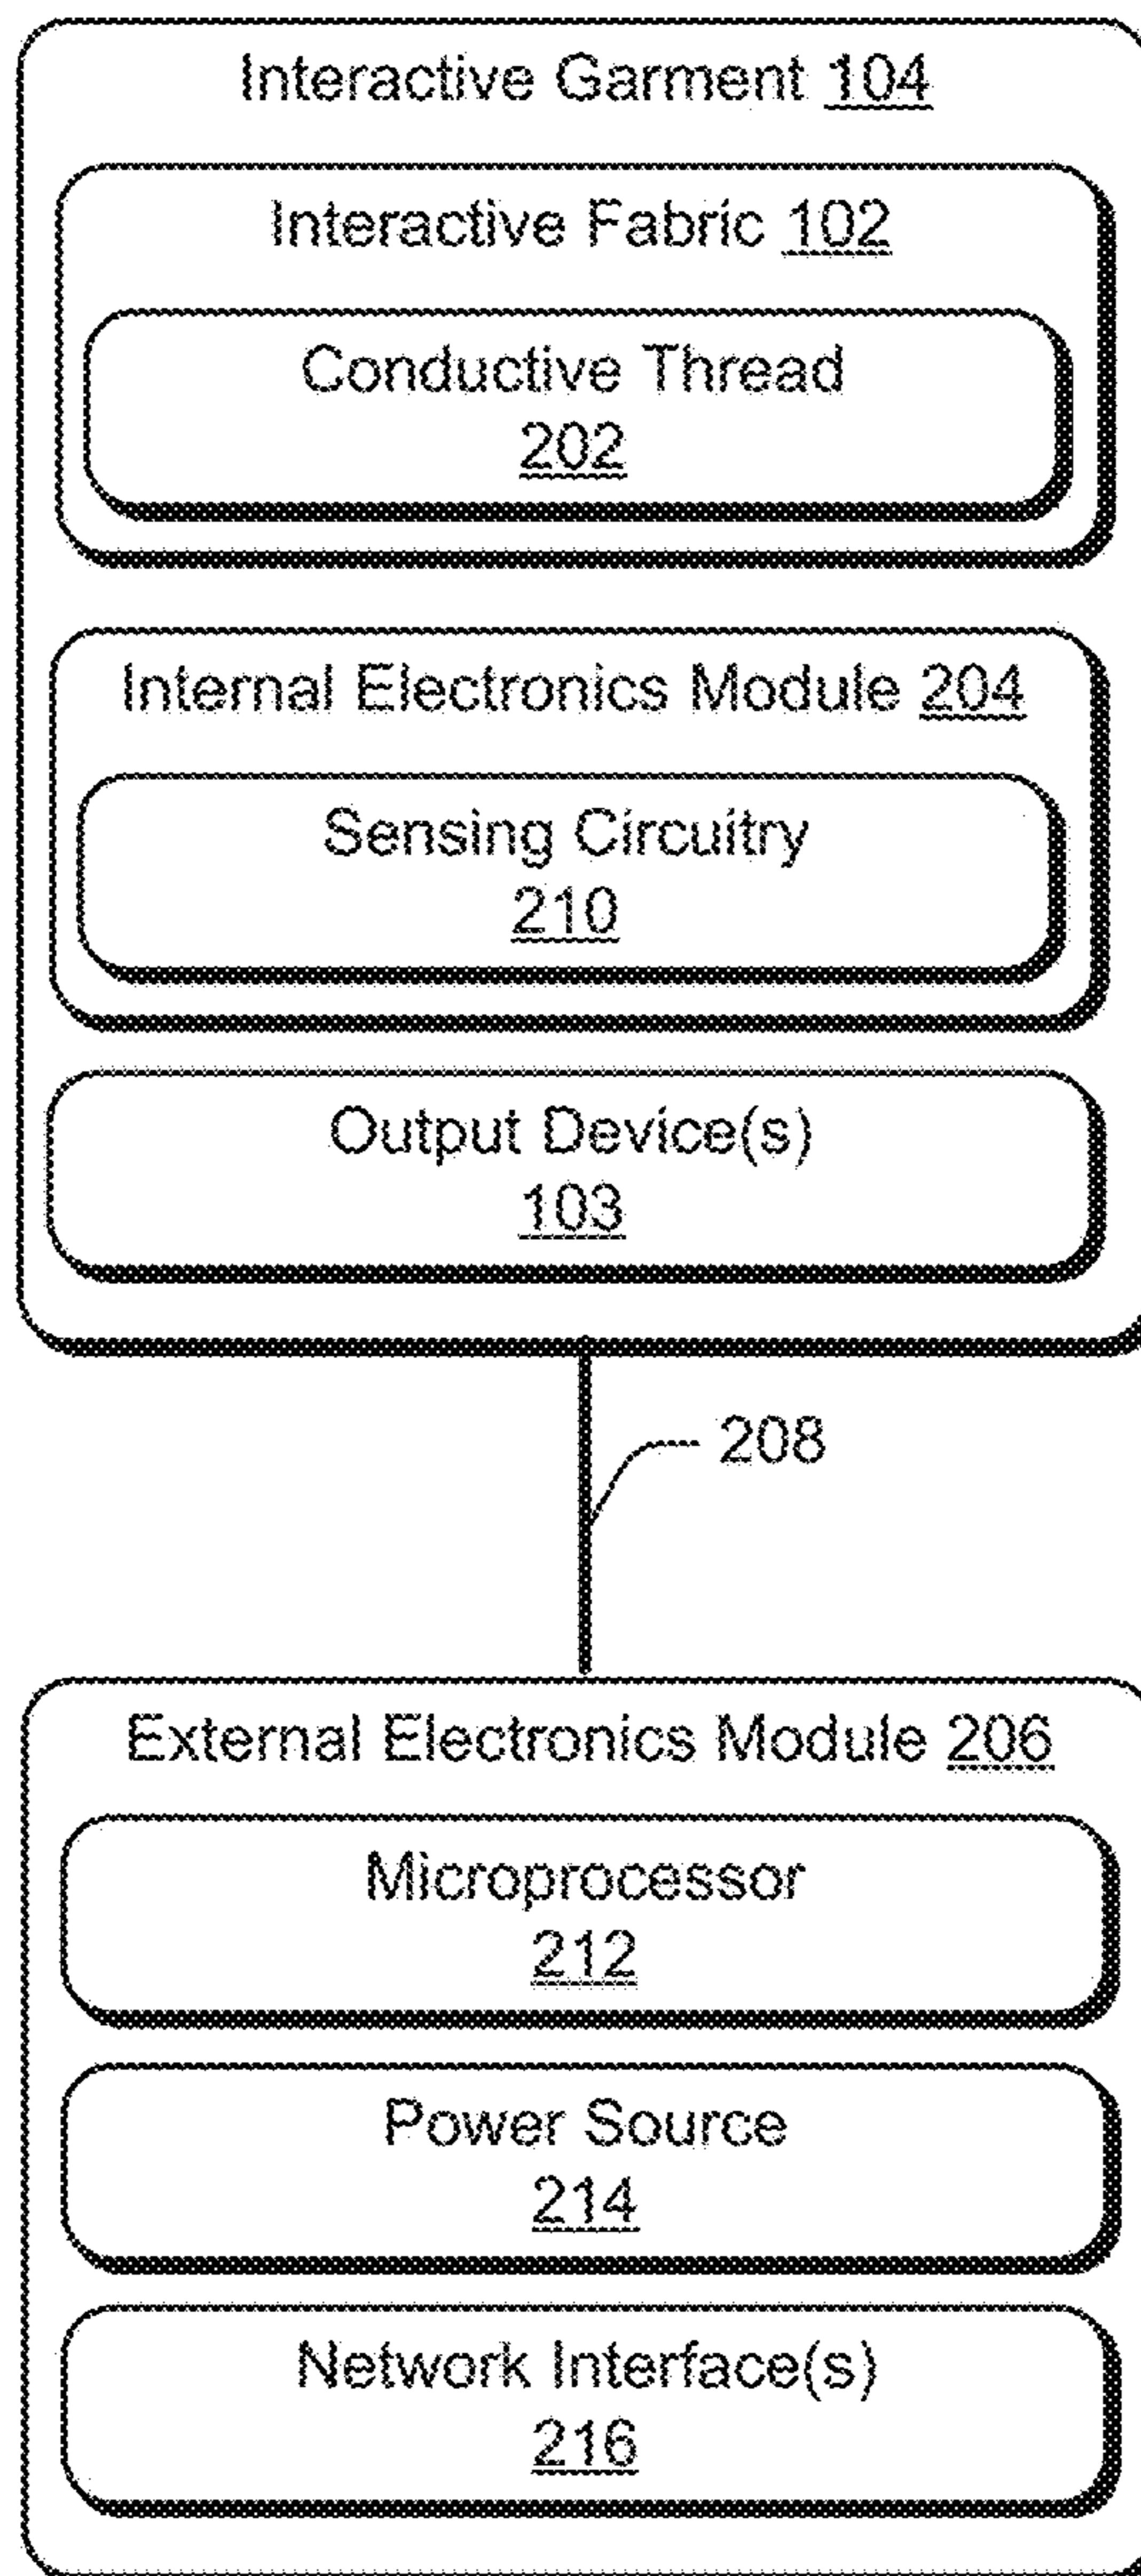 Interactive Garment 104
Interactive Fabric 102
Conductive Thread
202
Internal Electronics Module 204
Sensing Circuitry
210
Output Device(s)
103
208
External Electronics Module 206
Microprocessor
212
Power Source
214
Network Interface(s)
216